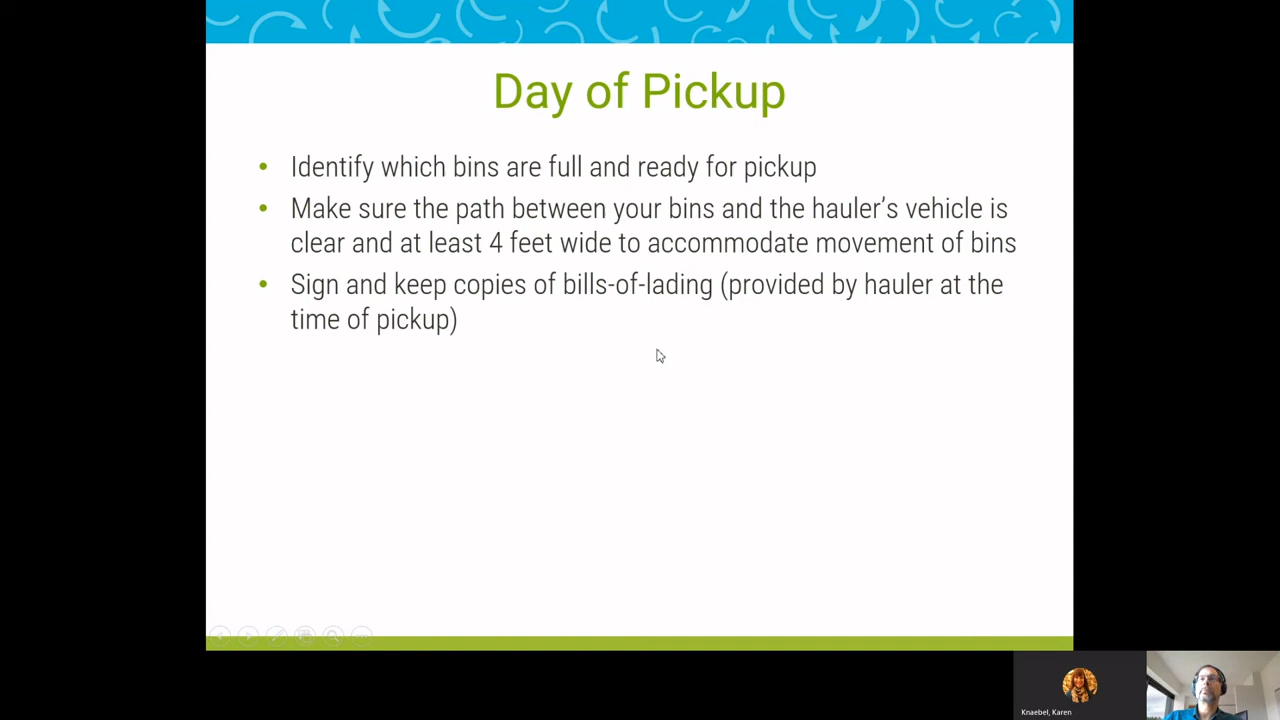 Day of Pickup
• Identify which bins are full and ready for pickup
• Make sure the path between your bins and the hauler’s vehicle is
clear and at least 4 feet wide to accommodate movement of bins
• Sign and keep copies of bills-of-lading (provided by hauler at the
time of pickup)
Knaebel, Karen